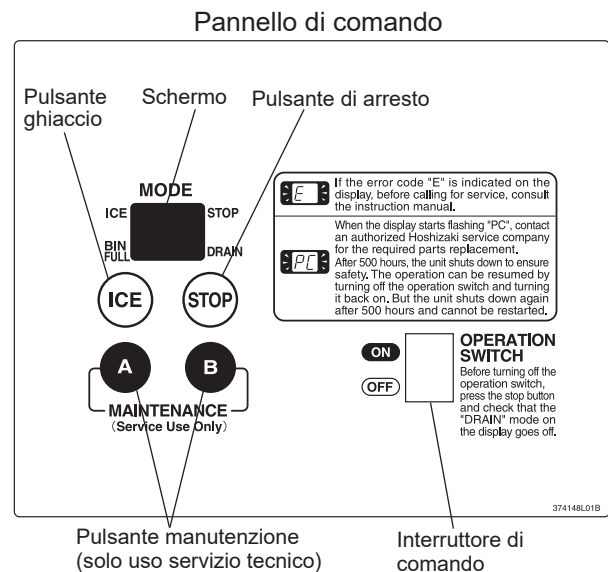 Pannello di comando
Pulsante
ghiaccio
Schermo
Pulsante di arresto
MODE
ICE
STOP
BIN
FULL
DRAIN
ICE
STOP
A
B
MAINTENANCE
(Service Use Only)
E
If the error code "E" is indicated on the
display, before calling for service, consult
the instruction manual.
PC
When the display starts flashing "PC", contact
an authorized Hoshizaki service company
for the required parts replacement.
After 500 hours, the unit shuts down to ensure
safety. The operation can be resumed by
turning off the operation switch and turning
it back on. But the unit shuts down again
after 500 hours and cannot be restarted.
ON
OFF
OPERATION
SWITCH
Before turning off the
operation switch,
press the stop button
and check that the
"DRAIN" mode on
the display goes off.
374148L01B
Pulsante manutenzione
(solo uso servizio tecnico)
Interruttore di
comando